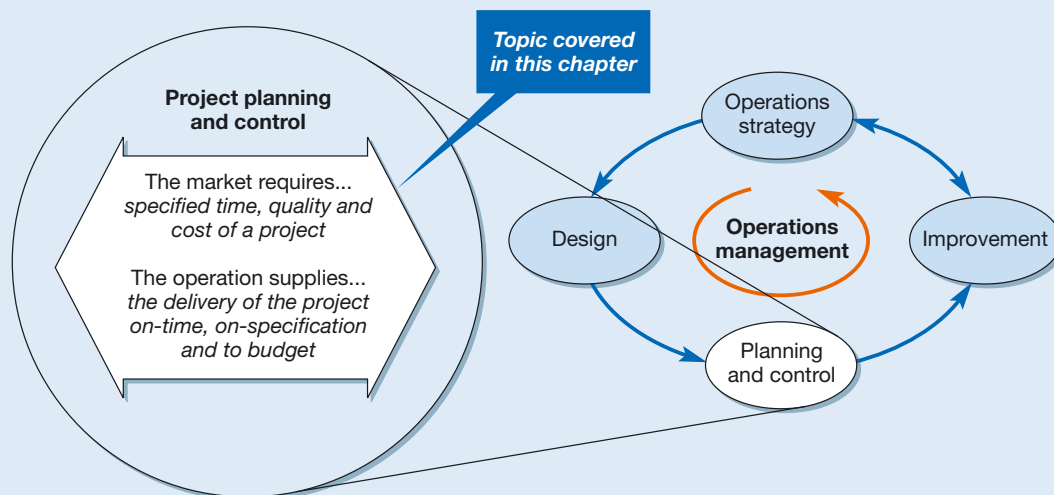 Topic covered
in this chapter
Project planning
and control
The market requires...
specified time, quality and
cost of a project
The operation supplies...
the delivery of the project
on-time, on-specification
and to budget
Operations
strategy
Design
Operations
management
Improvement
Planning
and control